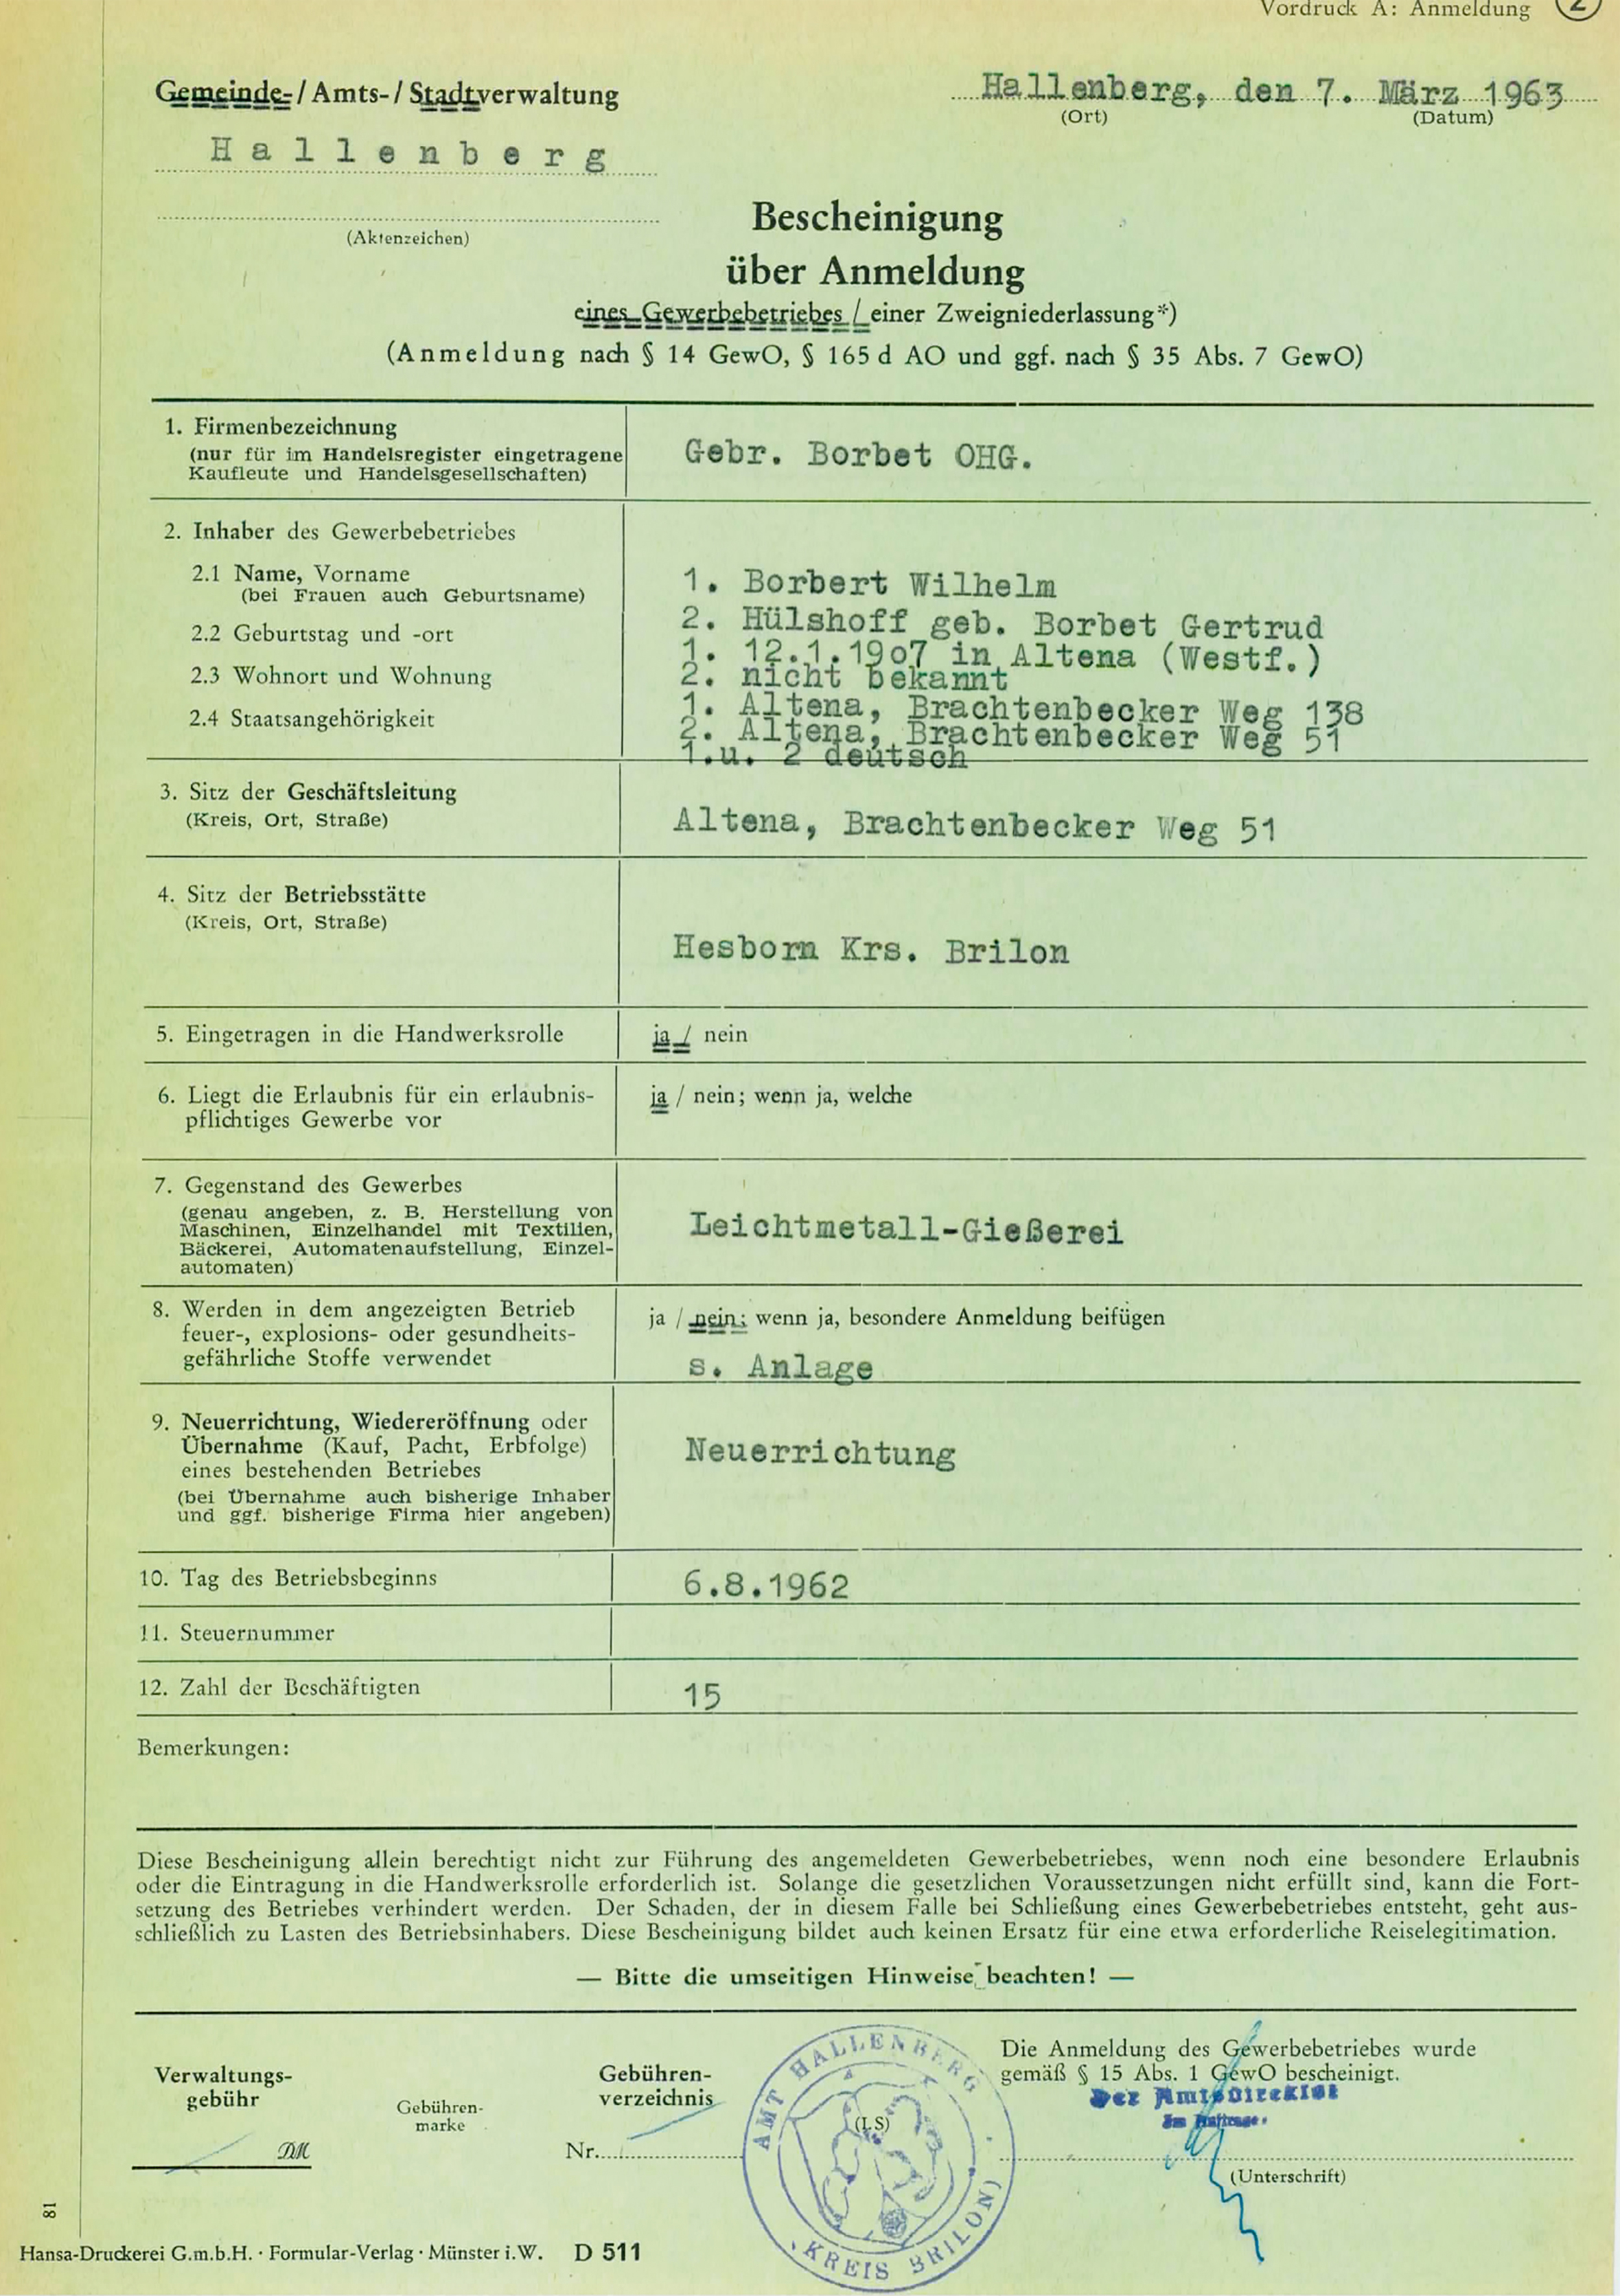 Vordruck A: Anmeldung 2
Gemeinde-/Amts-/Stadtverwaltung
Hallenberg, den 7. März 1963
(Ort) (Datum)
Hallenberg
(Aktenzeichen)
Bescheinigung
über Anmeldung
eines Gewerbebetriebes / einer Zweigniederlassung*)
(Anmeldung nach § 14 GewO, § 165 d AO und ggf. nach § 35 Abs. 7 GewO)
1. Firmenbezeichnung
(nur für im Handelsregister eingetragene
Kaufleute und Handelsgesellschaften)
Gebr. Borbet OHG.
2. Inhaber des Gewerbebetriebes
2.1 Name, Vorname
(bei Frauen auch Geburtsname)
2.2 Geburtstag und -ort
2.3 Wohnort und Wohnung
2.4 Staatsangehörigkeit
1. Borbert Wilhelm
2. Hülshoff geb. Borbet Gertrud
1. 12.1.1907 in Altena (Westf.)
2. nicht bekannt
1. Altena, Brachtenbecker Weg 138
2. Altena, Brachtenbecker Weg 51
1.u. 2 deutsch
3. Sitz der Geschäftsleitung
(Kreis, Ort, Straße)
Altena, Brachtenbecker Weg 51
4. Sitz der Betriebsstätte
(Kreis, Ort, Straße)
Hesborn Krs. Brilon
5. Eingetragen in die Handwerksrolle
ja / nein
6. Liegt die Erlaubnis für ein erlaubnis-
pflichtiges Gewerbe vor
ja / nein; wenn ja, welche
7. Gegenstand des Gewerbes
(genau angeben, z. B. Herstellung von
Maschinen, Einzelhandel mit Textilien,
Bäckerei, Automatenaufstellung, Einzel-
automaten)
Leichtmetall-Gießerei
8. Werden in dem angezeigten Betrieb
feuer-, explosions- oder gesundheits-
gefährliche Stoffe verwendet
ja / nein; wenn ja, besondere Anmeldung beifügen
s. Anlage
9. Neuerrichtung, Wiedereröffnung oder
Übernahme (Kauf, Pacht, Erbfolge)
eines bestehenden Betriebes
(bei Übernahme auch bisherige Inhaber
und ggf. bisherige Firma hier angeben)
Neuerrichtung
10. Tag des Betriebsbeginns
6.8.1962
11. Steuernummer
12. Zahl der Beschäftigten
15
Bemerkungen:
Diese Bescheinigung allein berechtigt nicht zur Führung des angemeldeten Gewerbebetriebes, wenn noch eine besondere Erlaubnis
oder die Eintragung in die Handwerksrolle erforderlich ist. Solange die gesetzlichen Voraussetzungen nicht erfüllt sind, kann die Fort-
setzung des Betriebes verhindert werden. Der Schaden, der in diesem Falle bei Schließung eines Gewerbebetriebes entsteht, geht aus-
schließlich zu Lasten des Betriebsinhabers. Diese Bescheinigung bildet auch keinen Ersatz für eine etwa erforderliche Reiselegitimation.
— Bitte die umseitigen Hinweise beachten! —
Verwaltungs-
gebühr
DM
Gebühren-
marke
Gebühren-
verzeichnis
Nr.
AMT HALLENBERG
(LS)
(KREIS BRILON)
Die Anmeldung des Gewerbebetriebes wurde
gemäß § 15 Abs. 1 GewO bescheinigt.
Der Amtsdirektor
Im Auftrage.
(Unterschrift)
81
Hansa-Druckerei G.m.b.H. · Formular-Verlag · Münster i.W. D 511